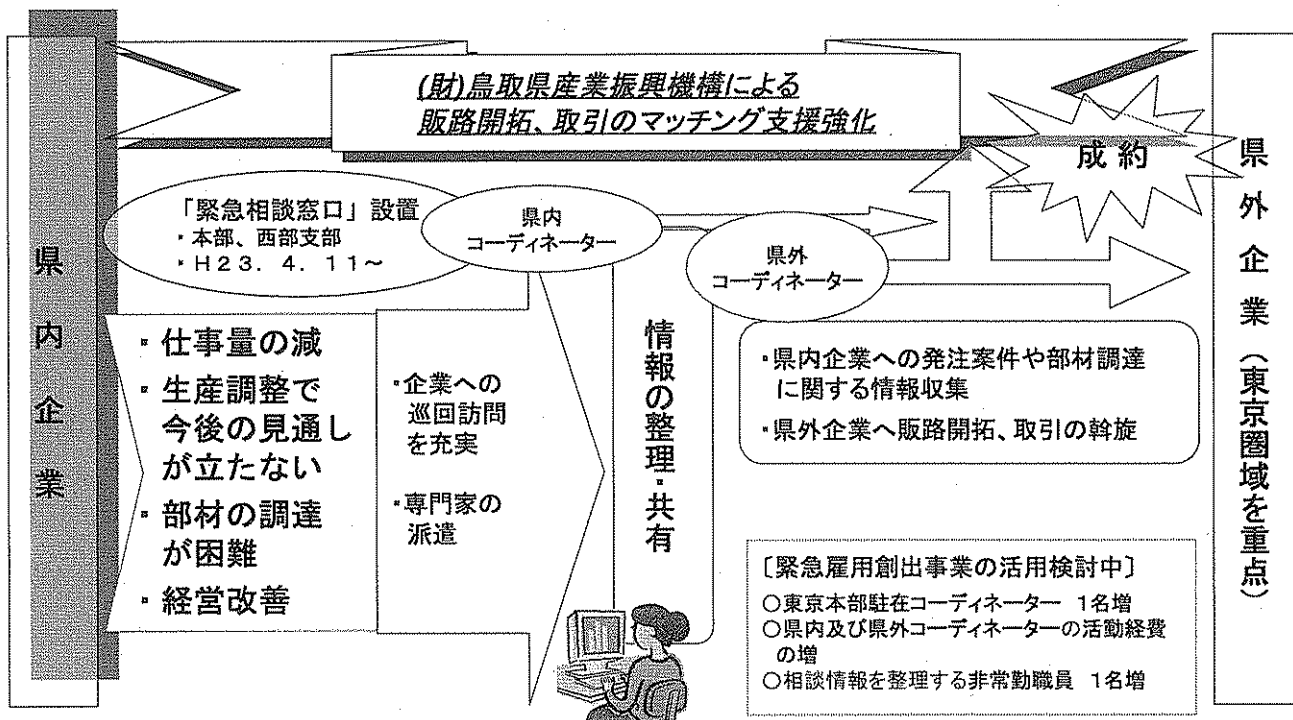 (財)鳥取県産業振興機構による
販路開拓、取引のマッチング支援強化
成 約
県内企業
「緊急相談窓口」設置
・本部、西部支部
・H23. 4. 11~
県内
コーディネーター
県外
コーディネーター
・仕事量の減
・生産調整で
今後の見通し
が立たない
・部材の調達
が困難
・経営改善
・企業への
巡回訪問
を充実
・専門家の
派遣
情報の整理・共有
・県内企業への発注案件や部材調達
に関する情報収集
・県外企業へ販路開拓、取引の斡旋
〔緊急雇用創出事業の活用検討中〕
○東京本部駐在コーディネーター 1名増
○県内及び県外コーディネーターの活動経費
の増
○相談情報を整理する非常勤職員 1名増
県外企業(東京圏域を重点)